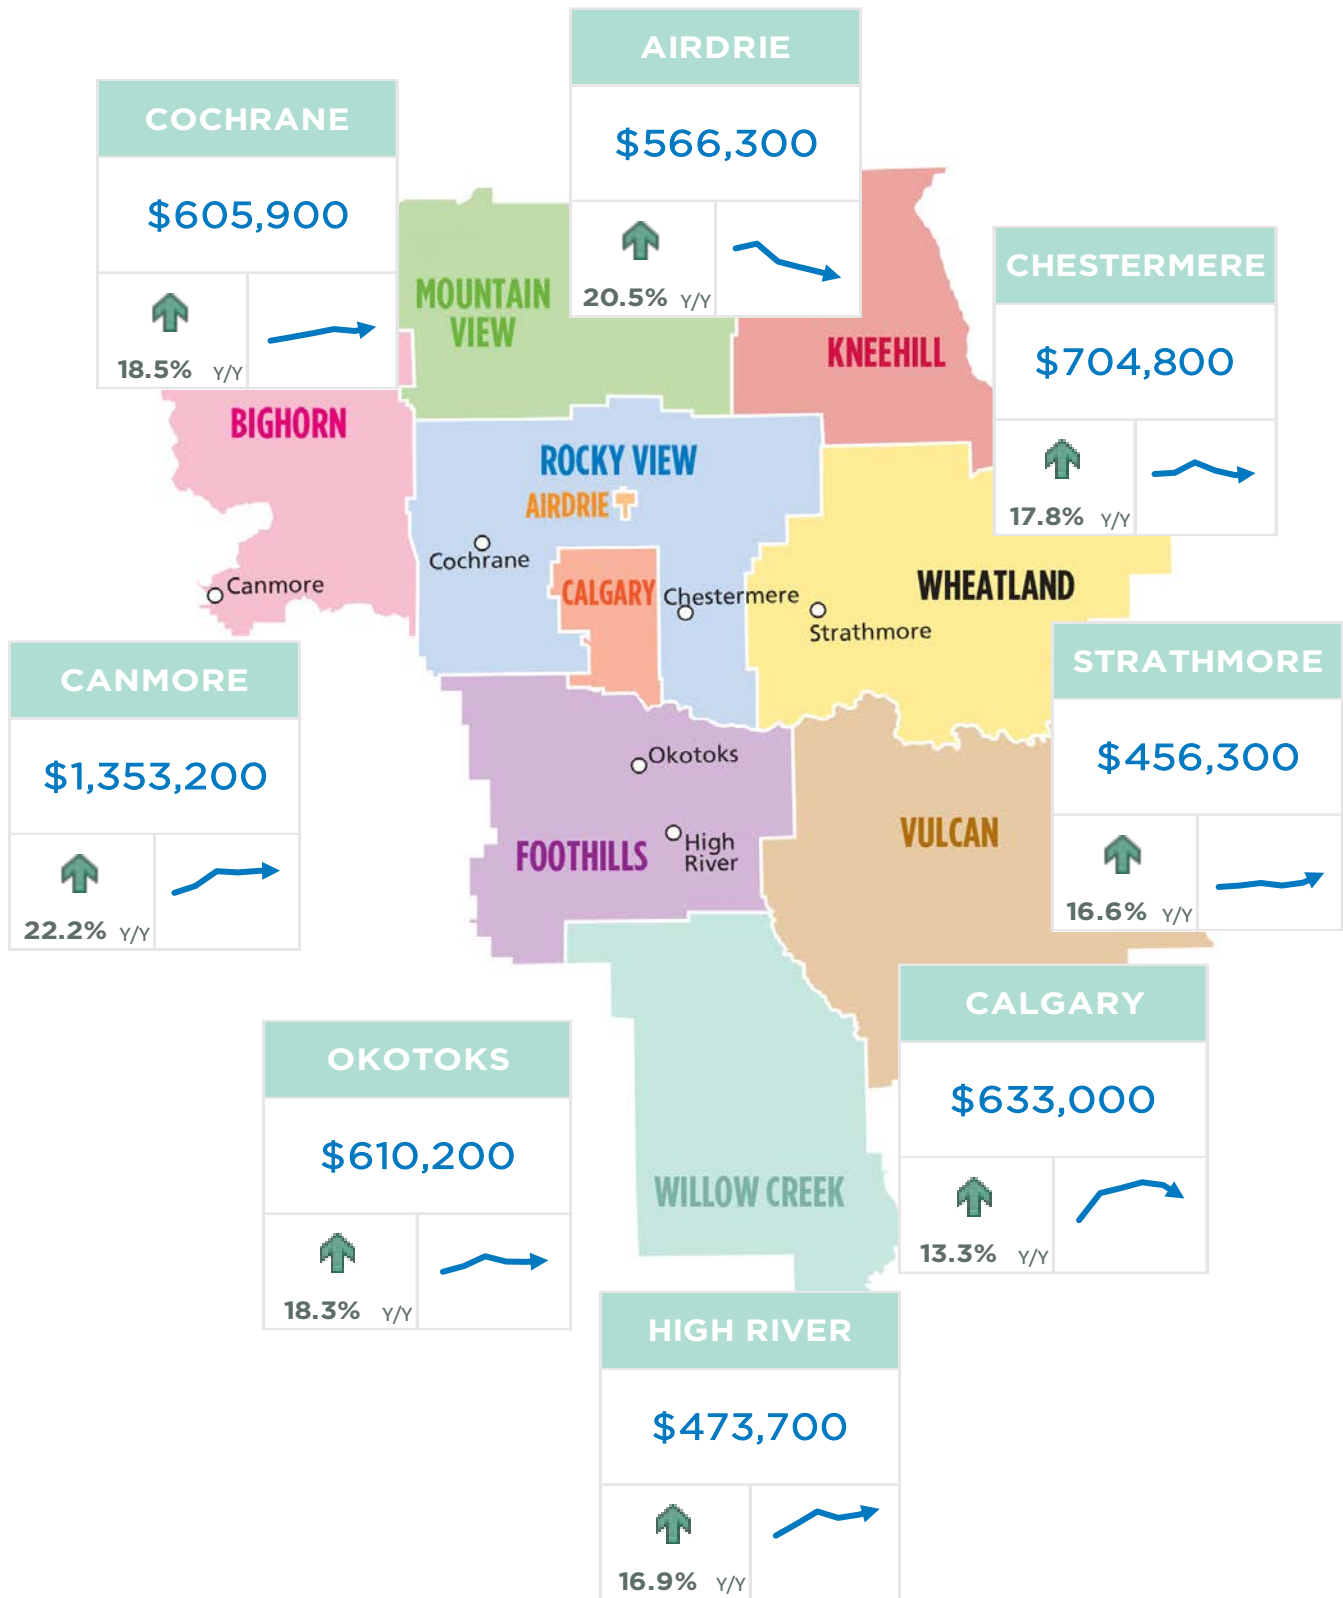 AIRDRIE
$566,300
20.5% Y/Y
COCHRANE
$605,900
18.5% Y/Y
CHESTERMERE
$704,800
17.8% Y/Y
MOUNTAIN
VIEW
KNEEHILL
BIGHORN
ROCKY VIEW
AIRDRIE
Cochrane
Canmore
CALGARY
Chestermere
WHEATLAND
Strathmore
CANMORE
$1,353,200
22.2% Y/Y
STRATHMORE
$456,300
16.6% Y/Y
Okotoks
High
River
FOOTHILLS
VULCAN
CALGARY
$633,000
13.3% Y/Y
OKOTOKS
$610,200
18.3% Y/Y
WILLOW CREEK
HIGH RIVER
$473,700
16.9% Y/Y